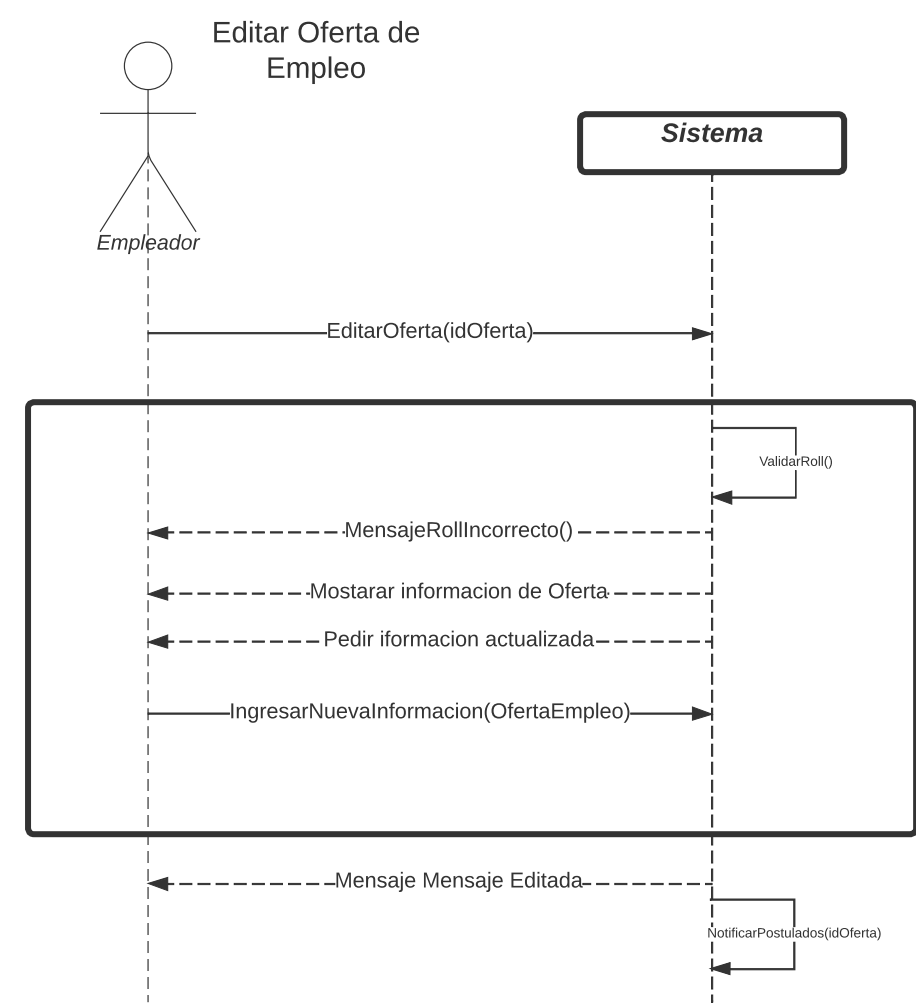 Editar Oferta de
Empleo
Sistema
Empleador
EditarOferta(idOferta)
ValidarRoll()
MensajeRollIncorrecto()
Mostarar informacion de Oferta
Pedir iformacion actualizada
IngresarNuevaInformacion(OfertaEmpleo)
Mensaje Mensaje Editada
NotificarPostulados(idOferta)